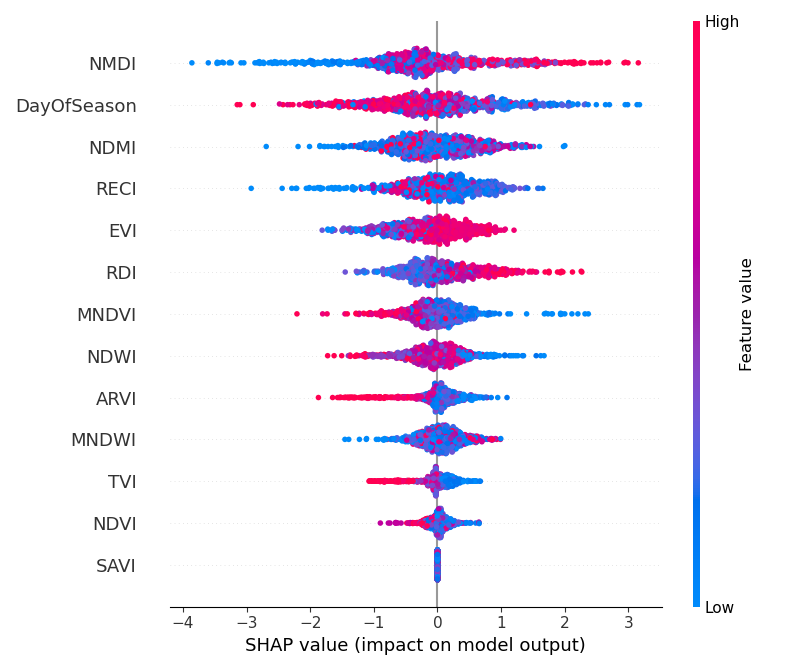 High
NMDI
DayOfSeason
NDMI
RECI
EVI
RDI
MNDVI
NDWI
ARVI
MNDWI
TVI
NDVI
SAVI
Feature value
Low
−4 −3 −2 −1 0 1 2 3
SHAP value (impact on model output)